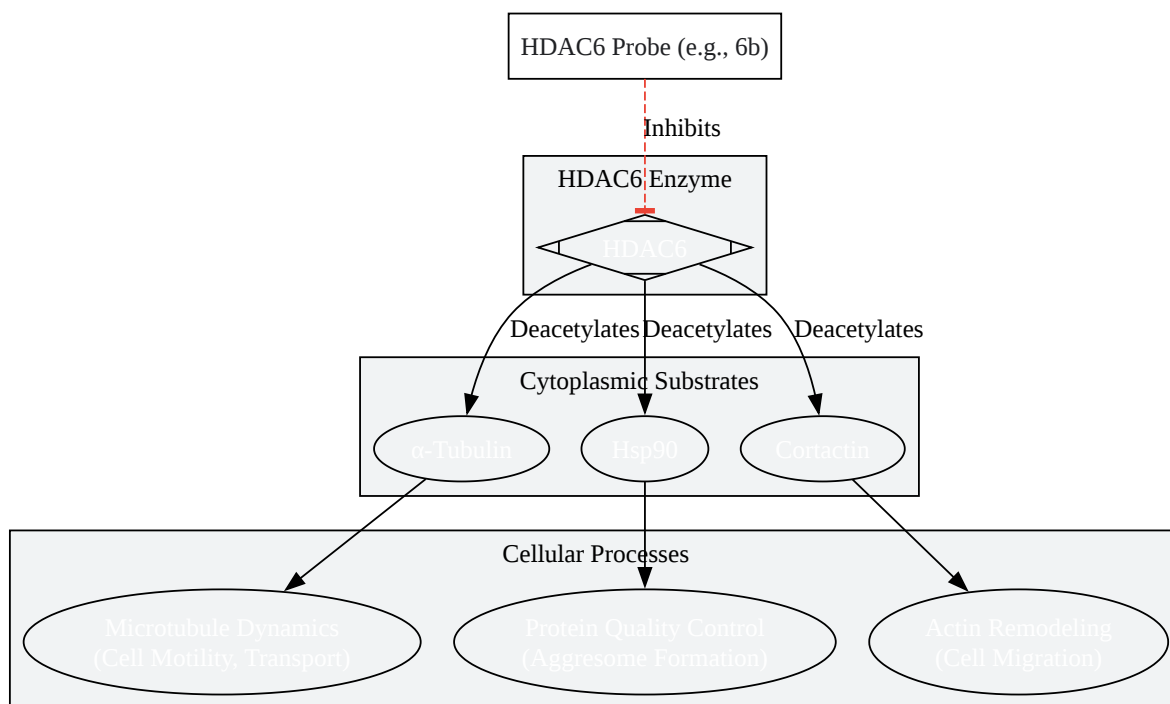 HDAC6 Probe (e.g., 6b)
Inhibits
HDAC6 Enzyme
HDAC6
Deacetylates
Deacetylates
Deacetylates
Cytoplasmic Substrates
α-Tubulin
Hsp90
Cortactin
Cellular Processes
Microtubule Dynamics
(Cell Motility, Transport)
Protein Quality Control
(Aggresome Formation)
Actin Remodeling
(Cell Migration)